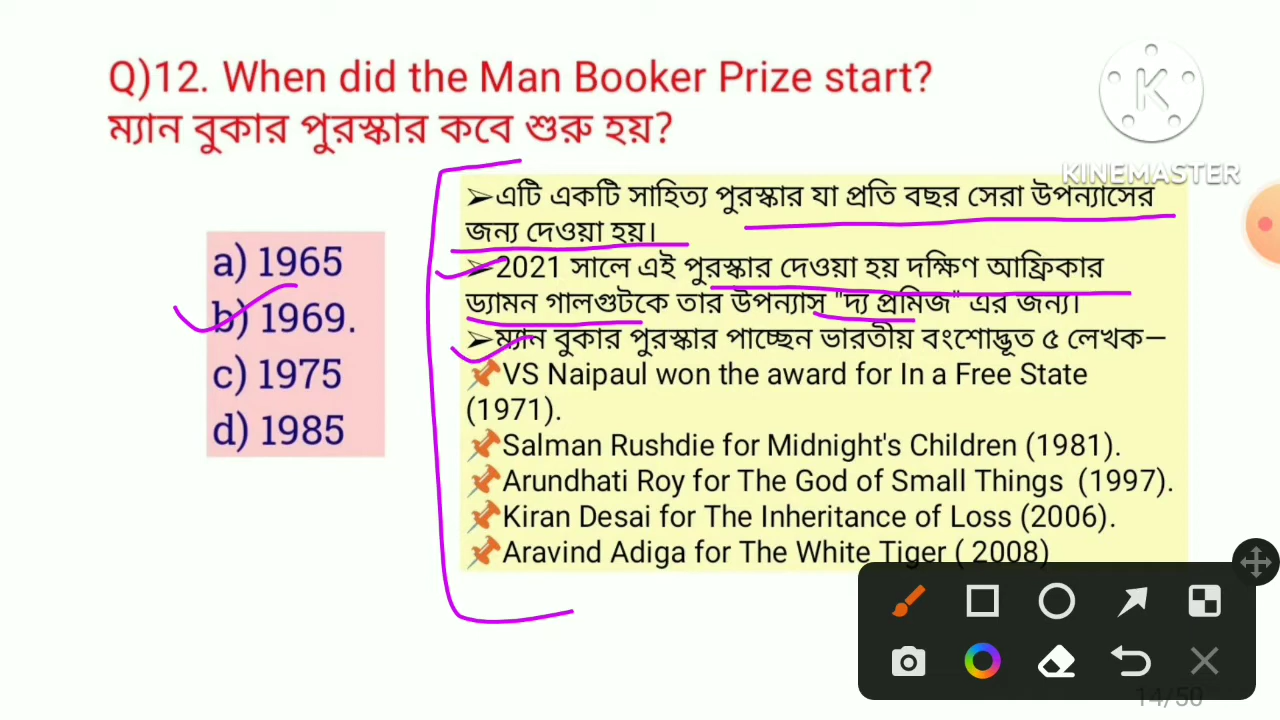 Q)12. When did the Man Booker Prize start?
ম্যান বুকার পুরস্কার কবে শুরু হয়?
KINEMASTER
a) 1965
b) 1969.
c) 1975
d) 1985
➢এটি একটি সাহিত্য পুরস্কার যা প্রতি বছর সেরা উপন্যাসের
জন্য দেওয়া হয়।
➢2021 সালে এই পুরস্কার দেওয়া হয় দক্ষিণ আফ্রিকার
ড্যামন গালগুটকে তার উপন্যাস "দ্য প্রমিজ" এর জন্য।
➢ম্যান বুকার পুরস্কার পাচ্ছেন ভারতীয় বংশোদ্ভূত ৫ লেখক—
📌VS Naipaul won the award for In a Free State
(1971).
📌Salman Rushdie for Midnight's Children (1981).
📌Arundhati Roy for The God of Small Things (1997).
📌Kiran Desai for The Inheritance of Loss (2006).
📌Aravind Adiga for The White Tiger ( 2008)
14/50